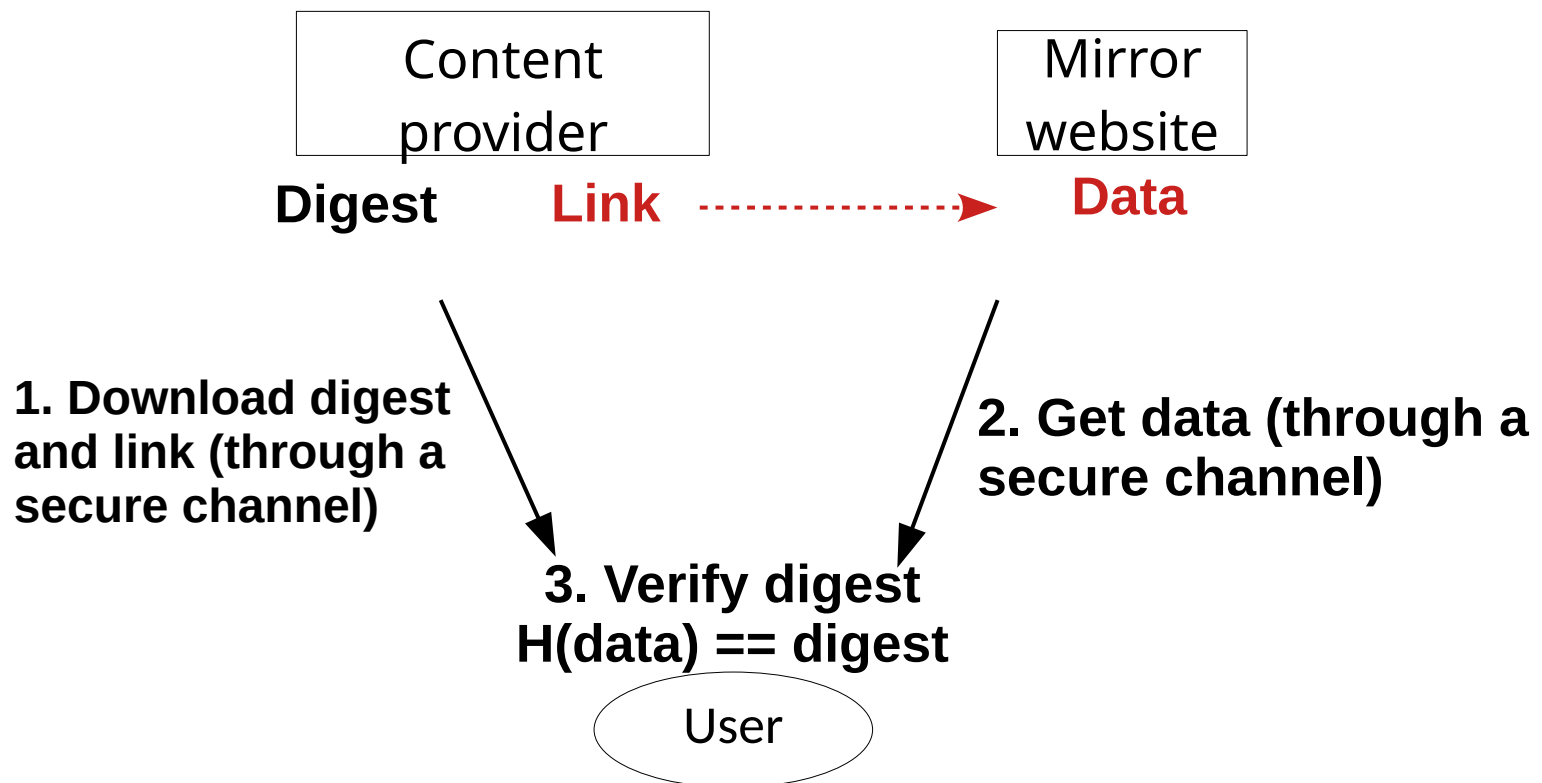 Content
provider
Mirror
website
Digest
Link
Data
1. Download digest
and link (through a
secure channel)
2. Get data (through a
secure channel)
3. Verify digest
H(data) == digest
User